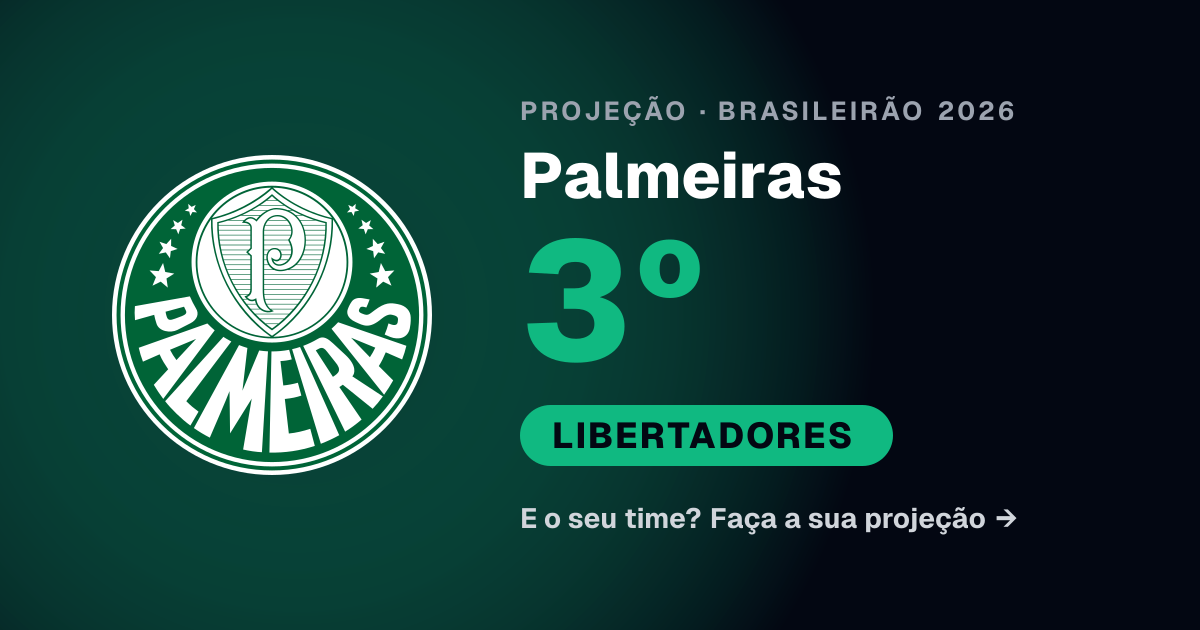 PROJEÇÃO · BRASILEIRÃO 2026
Palmeiras
3º
LIBERTADORES
E o seu time? Faça a sua projeção →
P
PALMEIRAS